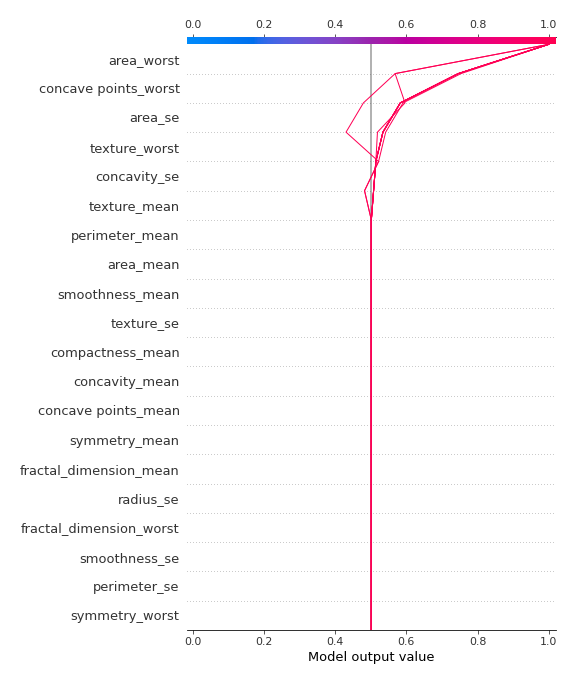 0.0 0.2 0.4 0.6 0.8 1.0
area_worst
concave points_worst
area_se
texture_worst
concavity_se
texture_mean
perimeter_mean
area_mean
smoothness_mean
texture_se
compactness_mean
concavity_mean
concave points_mean
symmetry_mean
fractal_dimension_mean
radius_se
fractal_dimension_worst
smoothness_se
perimeter_se
symmetry_worst
0.0 0.2 0.4 0.6 0.8 1.0
Model output value